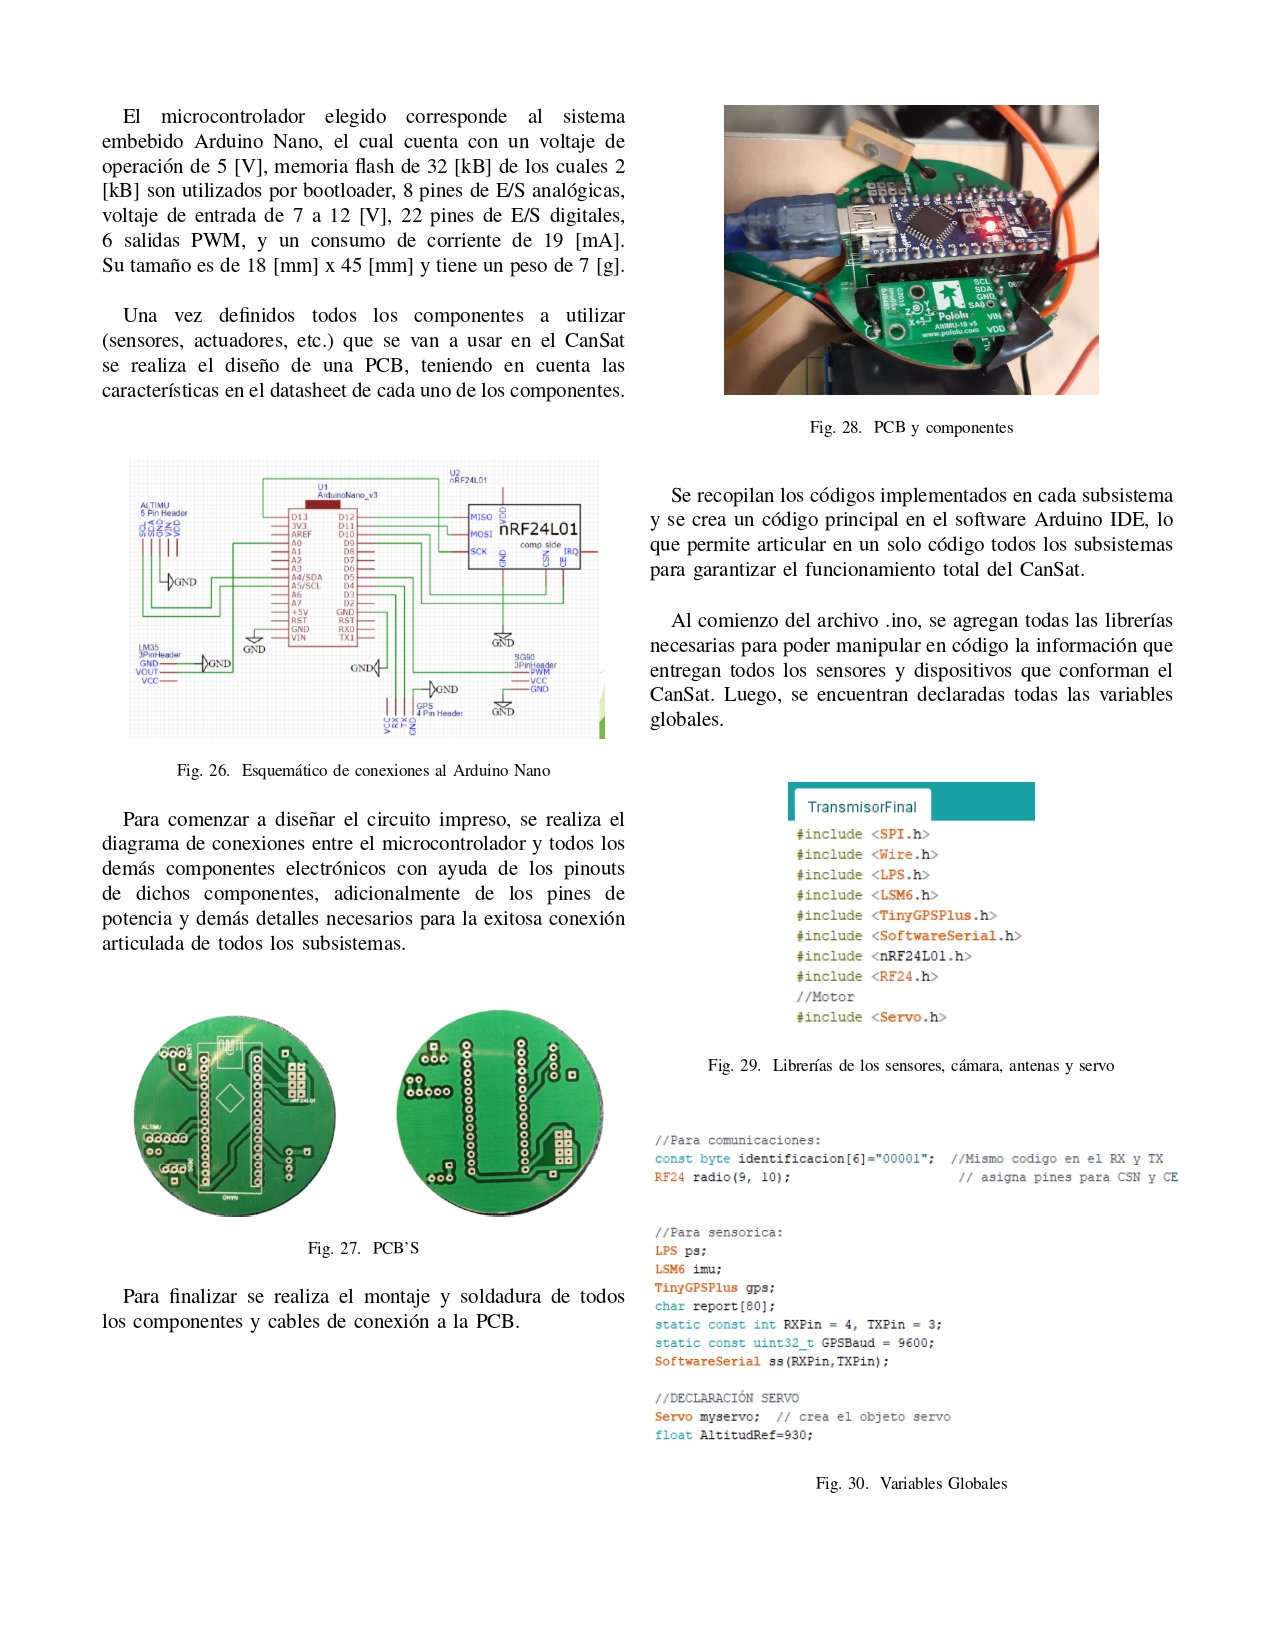 El microcontrolador elegido corresponde al sistema
embebido Arduino Nano, el cual cuenta con un voltaje de
operación de 5 [V], memoria flash de 32 [kB] de los cuales 2
[kB] son utilizados por bootloader, 8 pines de E/S analógicas,
voltaje de entrada de 7 a 12 [V], 22 pines de E/S digitales,
6 salidas PWM, y un consumo de corriente de 19 [mA].
Su tamaño es de 18 [mm] x 45 [mm] y tiene un peso de 7 [g].
Una vez definidos todos los componentes a utilizar
(sensores, actuadores, etc.) que se van a usar en el CanSat
se realiza el diseño de una PCB, teniendo en cuenta las
características en el datasheet de cada uno de los componentes.
U1
ArduinoNano_v3
U2
nRF24L01
ALTIMU
5 Pin Header
SCL
SDA
GND
VIN
VDD
GND
D13
3V3
AREF
A0
A1
A2
A3
A4/SDA
A5/SCL
A6
A7
+5V
RST
GND
VIN
D12
D11
D10
D9
D8
D7
D6
D5
D4
D3
D2
GND
RST
RX0
TX1
MISO
MOSI
SCK
VDD
nRF24L01
comp side
GND
CSN
CE
IRQ
GND
LM35
3PinHeader
GND
VOUT
VCC
GND
GND
GND
GND
GPS
4 Pin Header
VCC
RX
TX
GND
SG90
3PinHeader
PWM
VCC
GND
GND
Fig. 26. Esquemático de conexiones al Arduino Nano
Para comenzar a diseñar el circuito impreso, se realiza el
diagrama de conexiones entre el microcontrolador y todos los
demás componentes electrónicos con ayuda de los pinouts
de dichos componentes, adicionalmente de los pines de
potencia y demás detalles necesarios para la exitosa conexión
articulada de todos los subsistemas.
LM35
nRF24L01
ALTIMU
SG90
NANO
Fig. 27. PCB'S
Para finalizar se realiza el montaje y soldadura de todos
los componentes y cables de conexión a la PCB.
SCL
SDA
GND
SA0
VIN
VDD
Pololu
AltIMU-10 v5
www.pololu.com
Fig. 28. PCB y componentes
Se recopilan los códigos implementados en cada subsistema
y se crea un código principal en el software Arduino IDE, lo
que permite articular en un solo código todos los subsistemas
para garantizar el funcionamiento total del CanSat.
Al comienzo del archivo .ino, se agregan todas las librerías
necesarias para poder manipular en código la información que
entregan todos los sensores y dispositivos que conforman el
CanSat. Luego, se encuentran declaradas todas las variables
globales.
TransmisorFinal
#include <SPI.h>
#include <Wire.h>
#include <LPS.h>
#include <LSM6.h>
#include <TinyGPSPlus.h>
#include <SoftwareSerial.h>
#include <nRF24L01.h>
#include <RF24.h>
//Motor
#include <Servo.h>
Fig. 29. Librerías de los sensores, cámara, antenas y servo
//Para comunicaciones:
const byte identificacion[6]="00001"; //Mismo codigo en el RX y TX
RF24 radio(9, 10); // asigna pines para CSN y CE
//Para sensorica:
LPS ps;
LSM6 imu;
TinyGPSPlus gps;
char report[80];
static const int RXPin = 4, TXPin = 3;
static const uint32_t GPSBaud = 9600;
SoftwareSerial ss(RXPin,TXPin);
//DECLARACIÓN SERVO
Servo myservo; // crea el objeto servo
float AltitudRef=930;
Fig. 30. Variables Globales